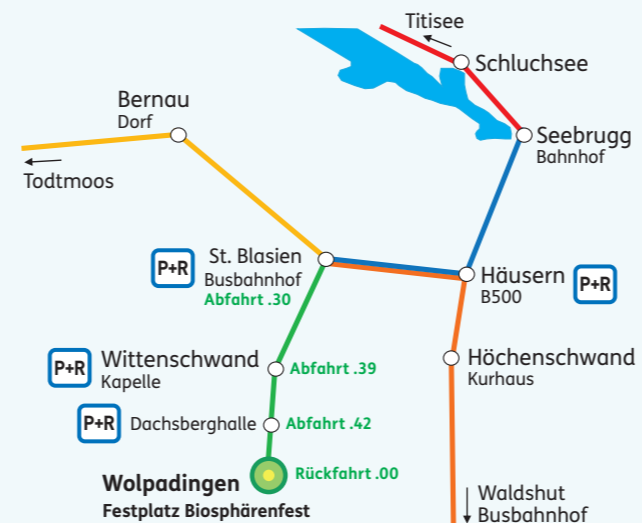 Titisee
Schluchsee
Bernau
Dorf
Seebrugg
Bahnhof
Todtmoos
P+R
St. Blasien
Busbahnhof
Abfahrt .30
Häusern
B500
P+R
P+R
Wittenschwand
Kapelle
Abfahrt .39
Höchenschwand
Kurhaus
P+R
Dachsberghalle
Abfahrt .42
Wolpadingen
Festplatz Biosphärenfest
Rückfahrt .00
Waldshut
Busbahnhof